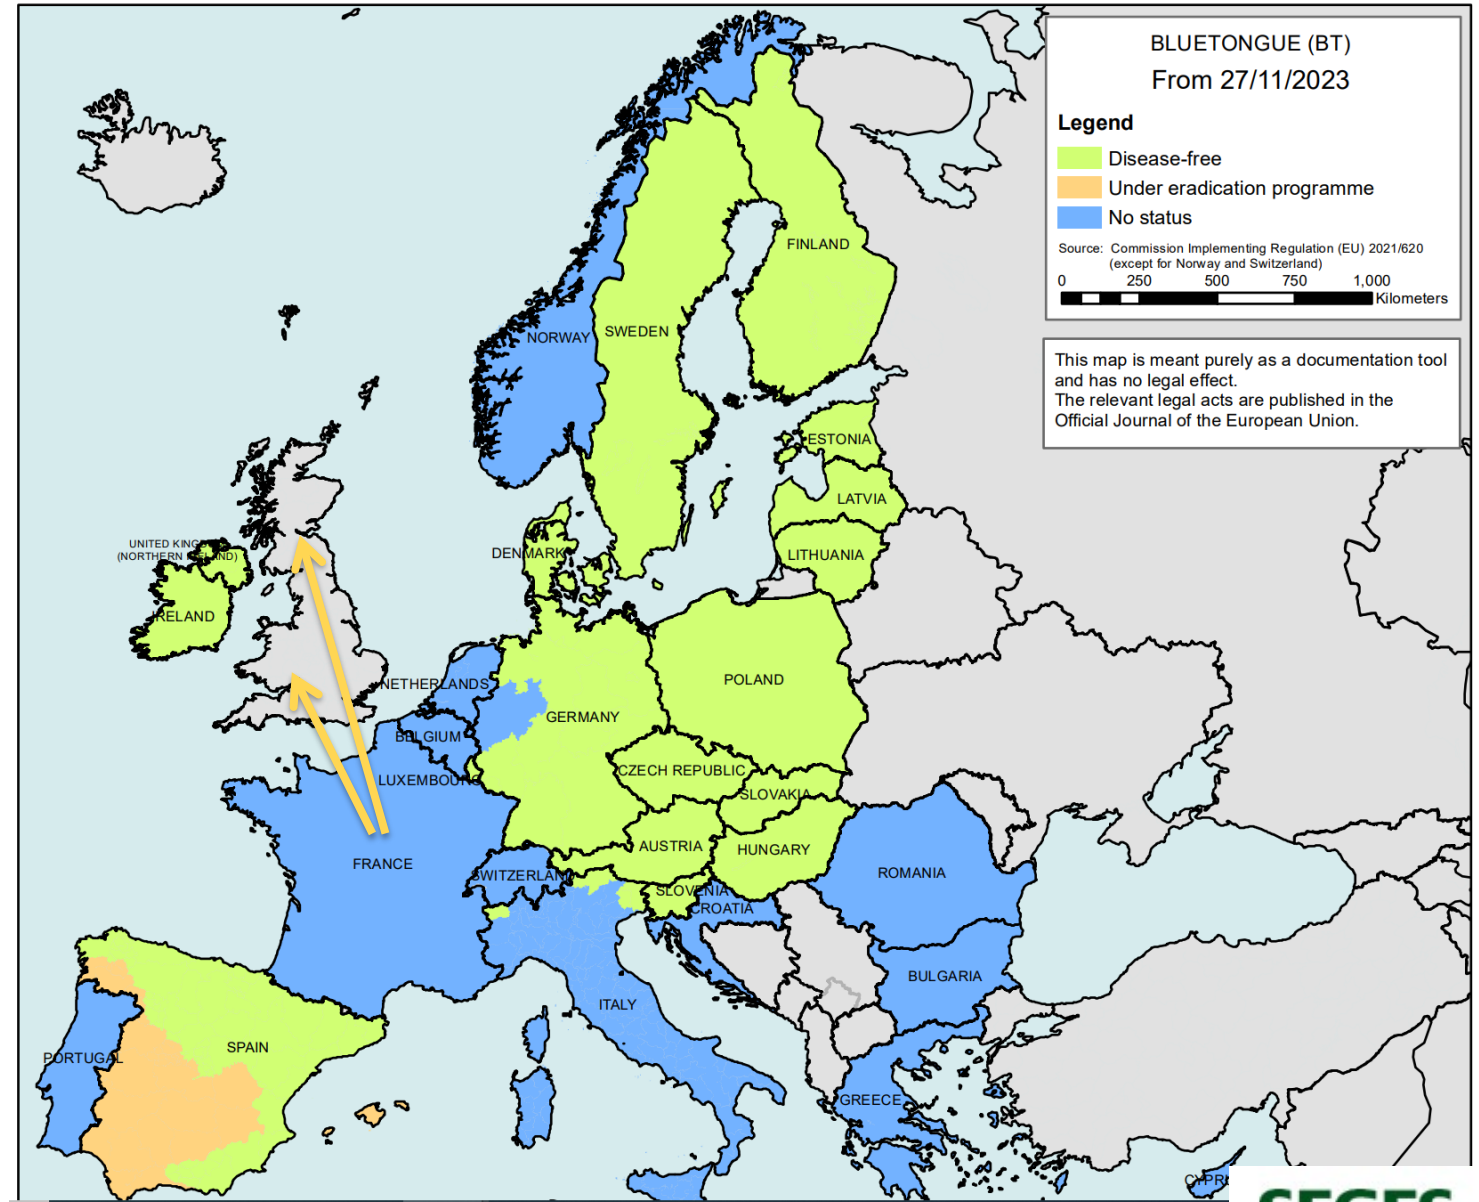 BLUETONGUE (BT)
From 27/11/2023
Legend
Disease-free
Under eradication programme
No status
Source: Commission Implementing Regulation (EU) 2021/620
(except for Norway and Switzerland)
0 250 500 750 1,000
Kilometers
This map is meant purely as a documentation tool
and has no legal effect.
The relevant legal acts are published in the
Official Journal of the European Union.
FINLAND
NORWAY
SWEDEN
ESTONIA
LATVIA
UNITED
(NORTHERN
DENMARK
LITHUANIA
IRELAND
NETHERLANDS
POLAND
GERMANY
BELGIUM
CZECH REPUBLIC
LUXEMBOURG
SLOVAKIA
AUSTRIA
HUNGARY
FRANCE
SWITZERLAND
ROMANIA
SLOVENIA
CROATIA
BULGARIA
ITALY
SPAIN
PORTUGAL
GREECE